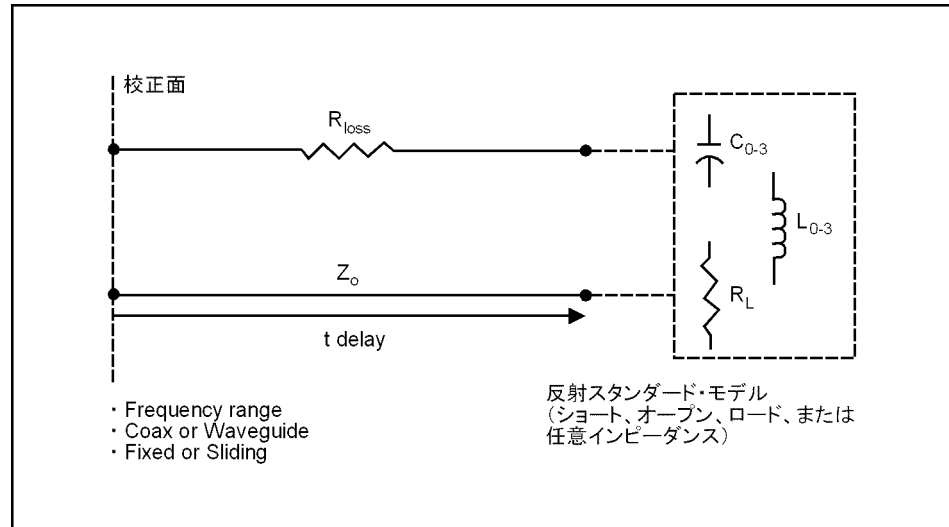 校正面
Rloss
C0-3
L0-3
Zo
RL
t delay
・ Frequency range
・ Coax or Waveguide
・ Fixed or Sliding
反射スタンダード・モデル
（ショート、オープン、ロード、または
任意インピーダンス）